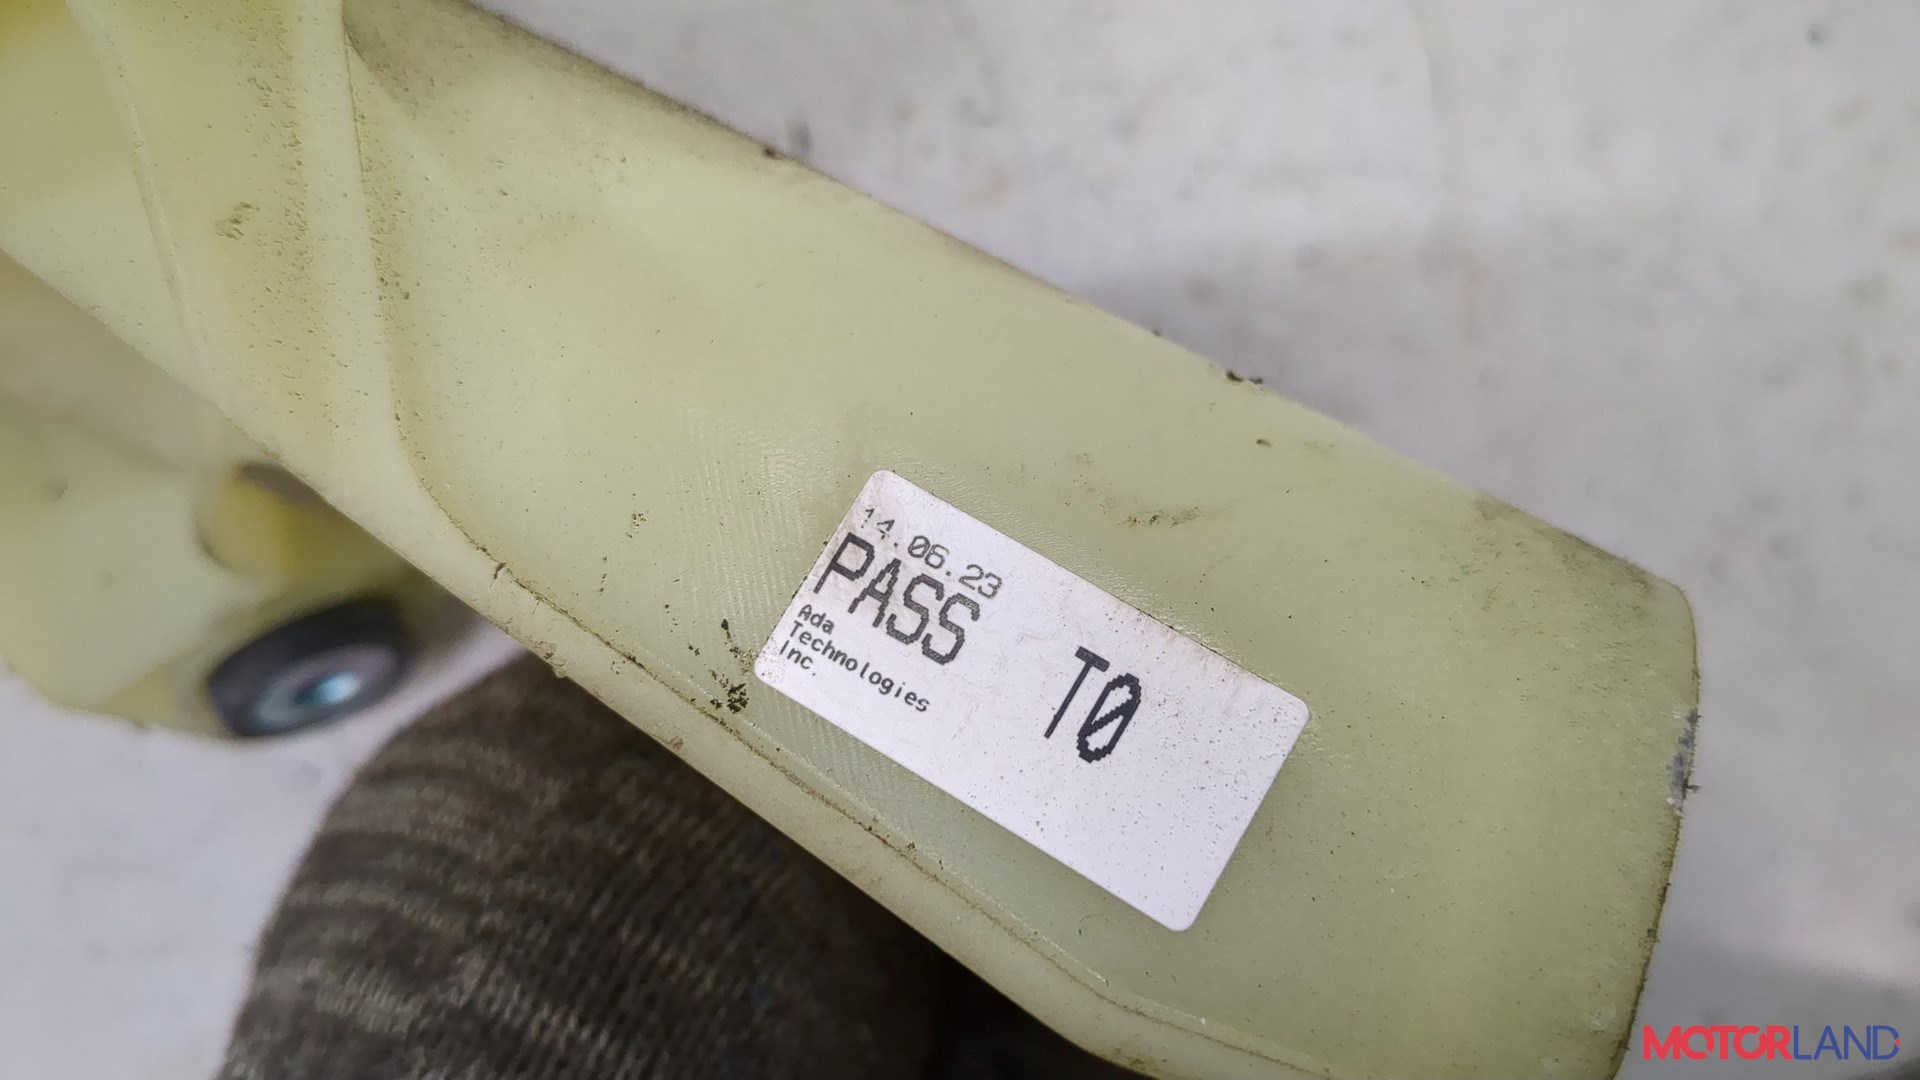 14.06.23
PASS
T0
Ada
Technologies
Inc.
MOTORLAND